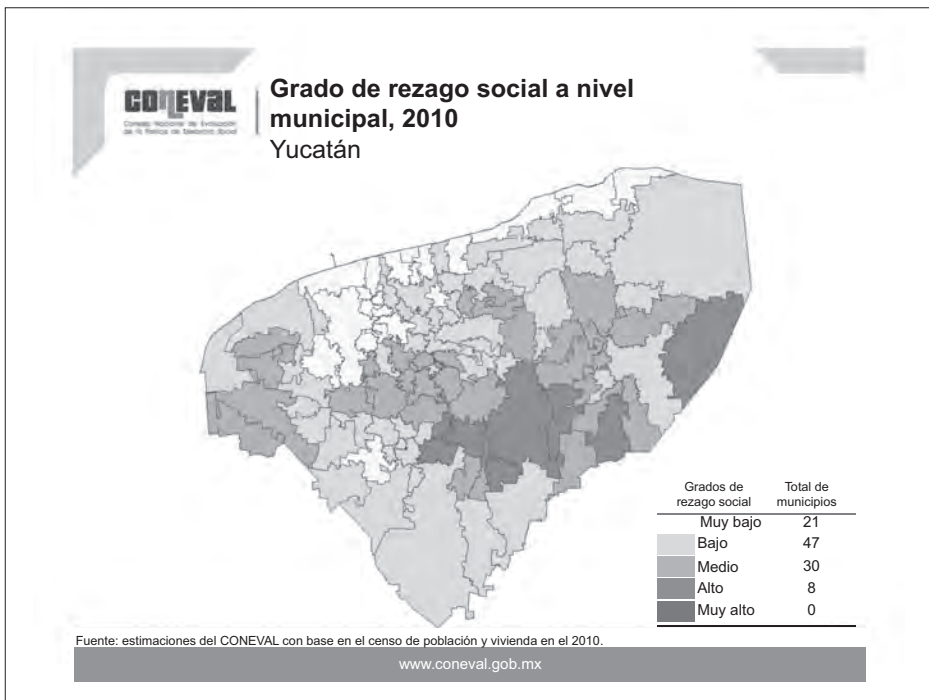 CONEVAL
Consejo Nacional de Evaluación
de la Política de Desarrollo Social
Grado de rezago social a nivel
municipal, 2010
Yucatán
Grados de rezago social Total de municipios
Muy bajo 21
Bajo 47
Medio 30
Alto 8
Muy alto 0
Fuente: estimaciones del CONEVAL con base en el censo de población y vivienda en el 2010.
www.coneval.gob.mx